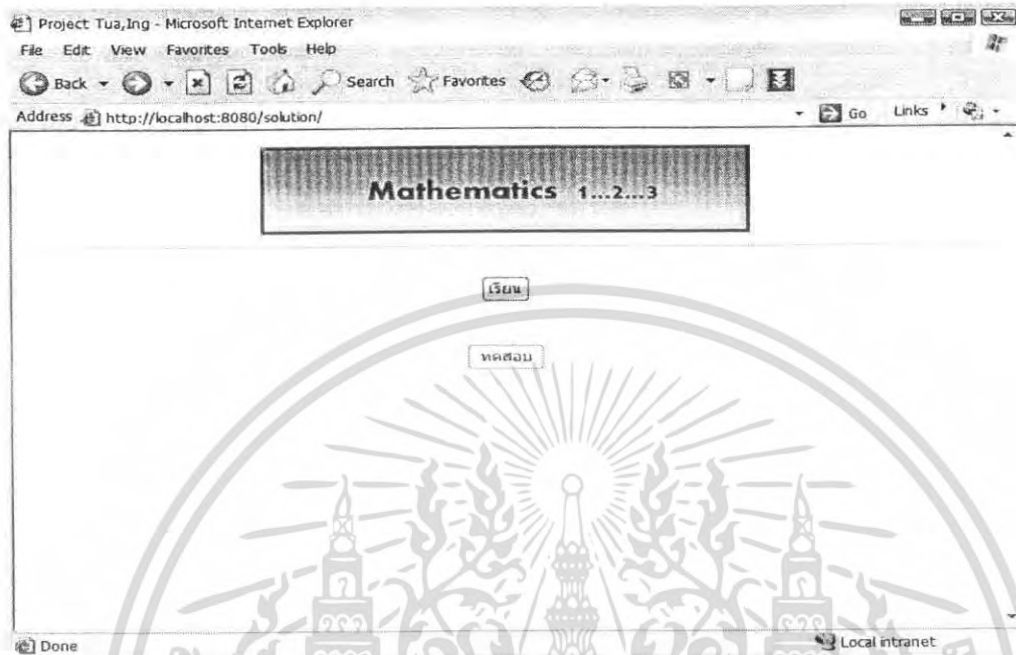 Project Tua,Ing - Microsoft Internet Explorer
File Edit View Favorites Tools Help
Back Search Favorites
Address http://localhost:8080/solution/ Go Links
Mathematics 1...2...3
เรียน
ทดสอบ
Done Local intranet